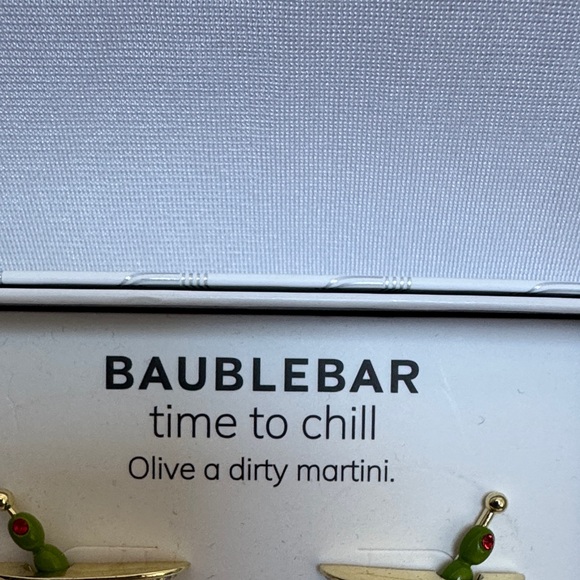 BAUBLEBAR
time to chill
Olive a dirty martini.